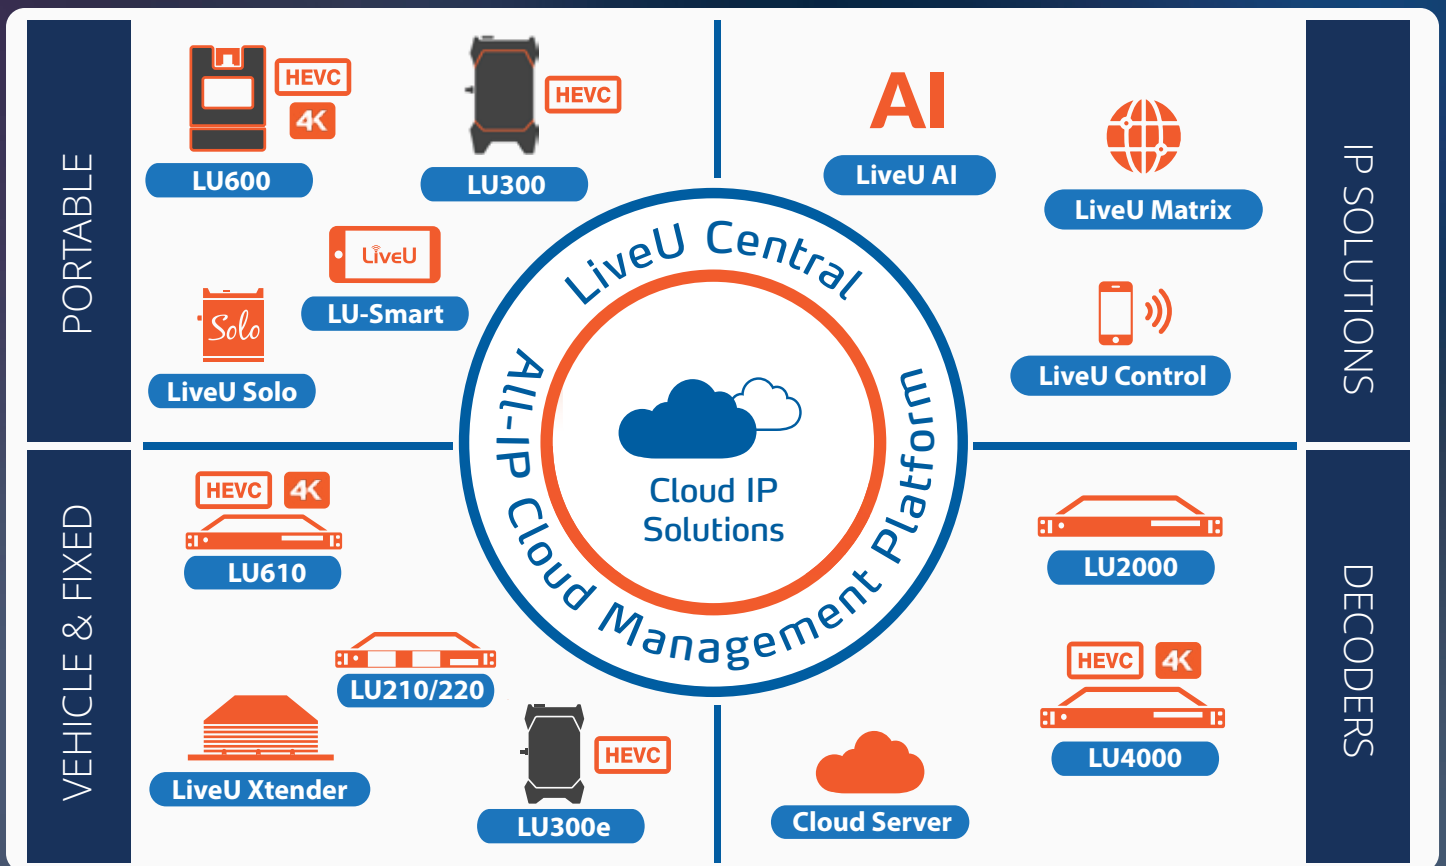 PORTABLE
HEVC
4K
LU600
HEVC
LU300
LiveU
LU-Smart
Solo
LiveU Solo
IP SOLUTIONS
AI
LiveU AI
LiveU Matrix
LiveU Control
LiveU Central
All-IP Cloud Management Platform
Cloud IP
Solutions
VEHICLE & FIXED
HEVC
4K
LU610
LU210/220
LiveU Xtender
HEVC
LU300e
DECODERS
LU2000
HEVC
4K
LU4000
Cloud Server